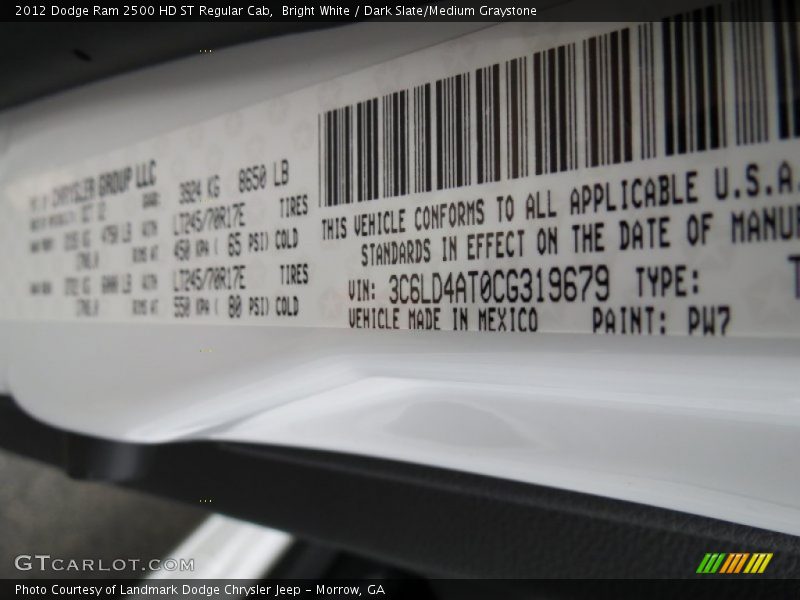 2012 Dodge Ram 2500 HD ST Regular Cab, Bright White / Dark Slate/Medium Graystone
CHRYSLER GROUP LLC
3924 KG 8650 LB
LT245/70R17E TIRES
450 KPA ( 65 PSI) COLD
LT245/70R17E TIRES
550 KPA ( 80 PSI) COLD
THIS VEHICLE CONFORMS TO ALL APPLICABLE U.S.A.
STANDARDS IN EFFECT ON THE DATE OF MANUF
VIN: 3C6LD4AT0CG319679 TYPE: T
VEHICLE MADE IN MEXICO PAINT: PW7
GTCARLOT.COM
Photo Courtesy of Landmark Dodge Chrysler Jeep – Morrow, GA